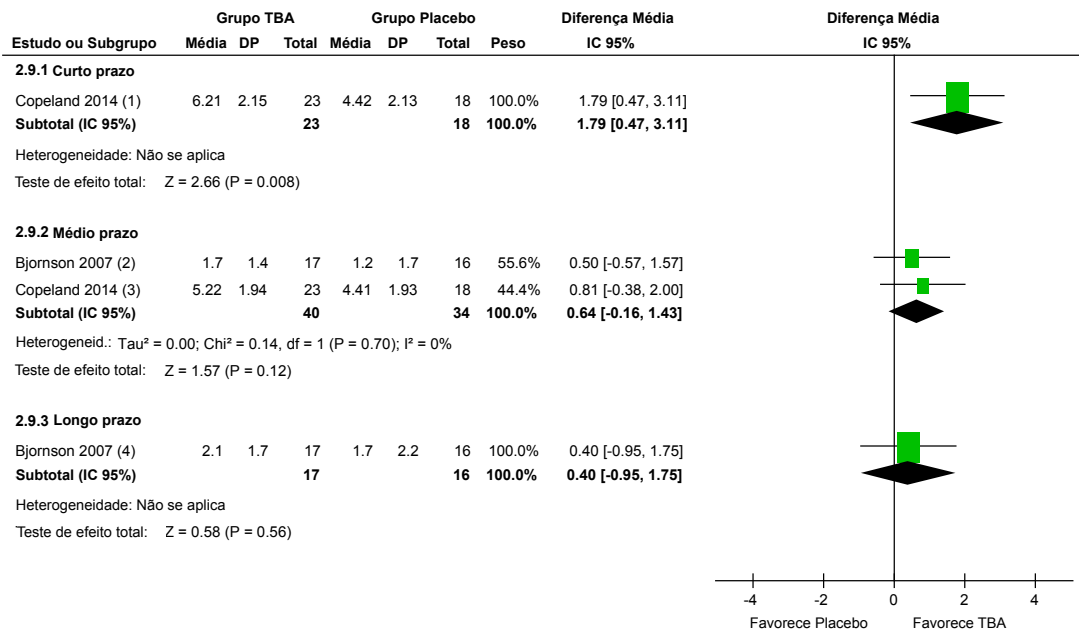 Grupo TBA Grupo Placebo Diferença Média Diferença Média
Estudo ou Subgrupo Média DP Total Média DP Total Peso IC 95% IC 95%
2.9.1 Curto prazo
Copeland 2014 (1) 6.21 2.15 23 4.42 2.13 18 100.0% 1.79 [0.47, 3.11]
Subtotal (IC 95%) 23 18 100.0% 1.79 [0.47, 3.11]
Heterogeneidade: Não se aplica
Teste de efeito total: Z = 2.66 (P = 0.008)
2.9.2 Médio prazo
Bjornson 2007 (2) 1.7 1.4 17 1.2 1.7 16 55.6% 0.50 [-0.57, 1.57]
Copeland 2014 (3) 5.22 1.94 23 4.41 1.93 18 44.4% 0.81 [-0.38, 2.00]
Subtotal (IC 95%) 40 34 100.0% 0.64 [-0.16, 1.43]
Heterogeneid.: Tau² = 0.00; Chi² = 0.14, df = 1 (P = 0.70); I² = 0%
Teste de efeito total: Z = 1.57 (P = 0.12)
2.9.3 Longo prazo
Bjornson 2007 (4) 2.1 1.7 17 1.7 2.2 16 100.0% 0.40 [-0.95, 1.75]
Subtotal (IC 95%) 17 16 100.0% 0.40 [-0.95, 1.75]
Heterogeneidade: Não se aplica
Teste de efeito total: Z = 0.58 (P = 0.56)
-4 -2 0 2 4
Favorece Placebo Favorece TBA